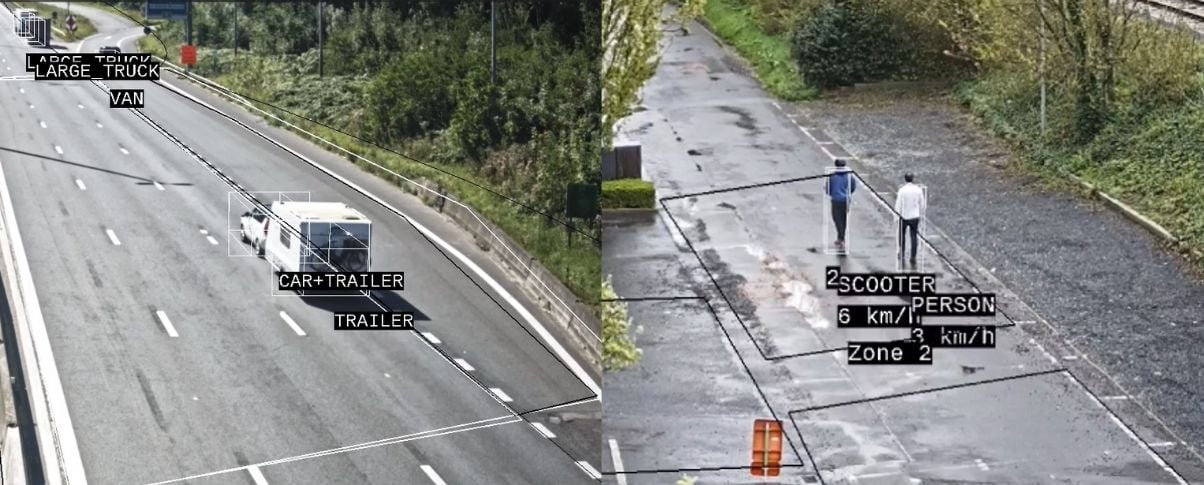 LARGE_TRUCK
LARGE_TRUCK
VAN
CAR+TRAILER
TRAILER
2
SCOOTER
PERSON
6 km/h
3 km/h
Zone 2